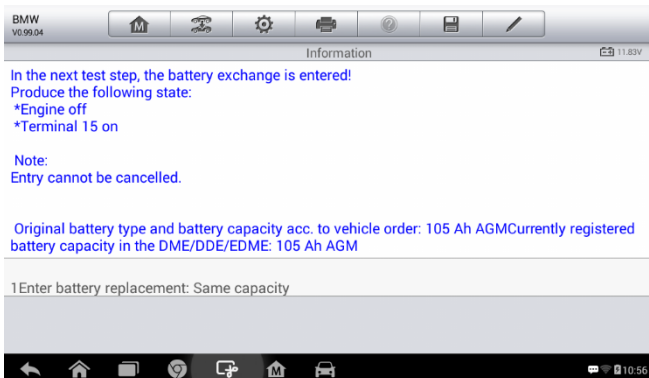 BMW
V0.99.04
M
Information
11.83V
In the next test step, the battery exchange is entered!
Produce the following state:
*Engine off
*Terminal 15 on
Note:
Entry cannot be cancelled.
Original battery type and battery capacity acc. to vehicle order: 105 Ah AGMCurrently registered
battery capacity in the DME/DDE/EDME: 105 Ah AGM
1Enter battery replacement: Same capacity
M
10:56